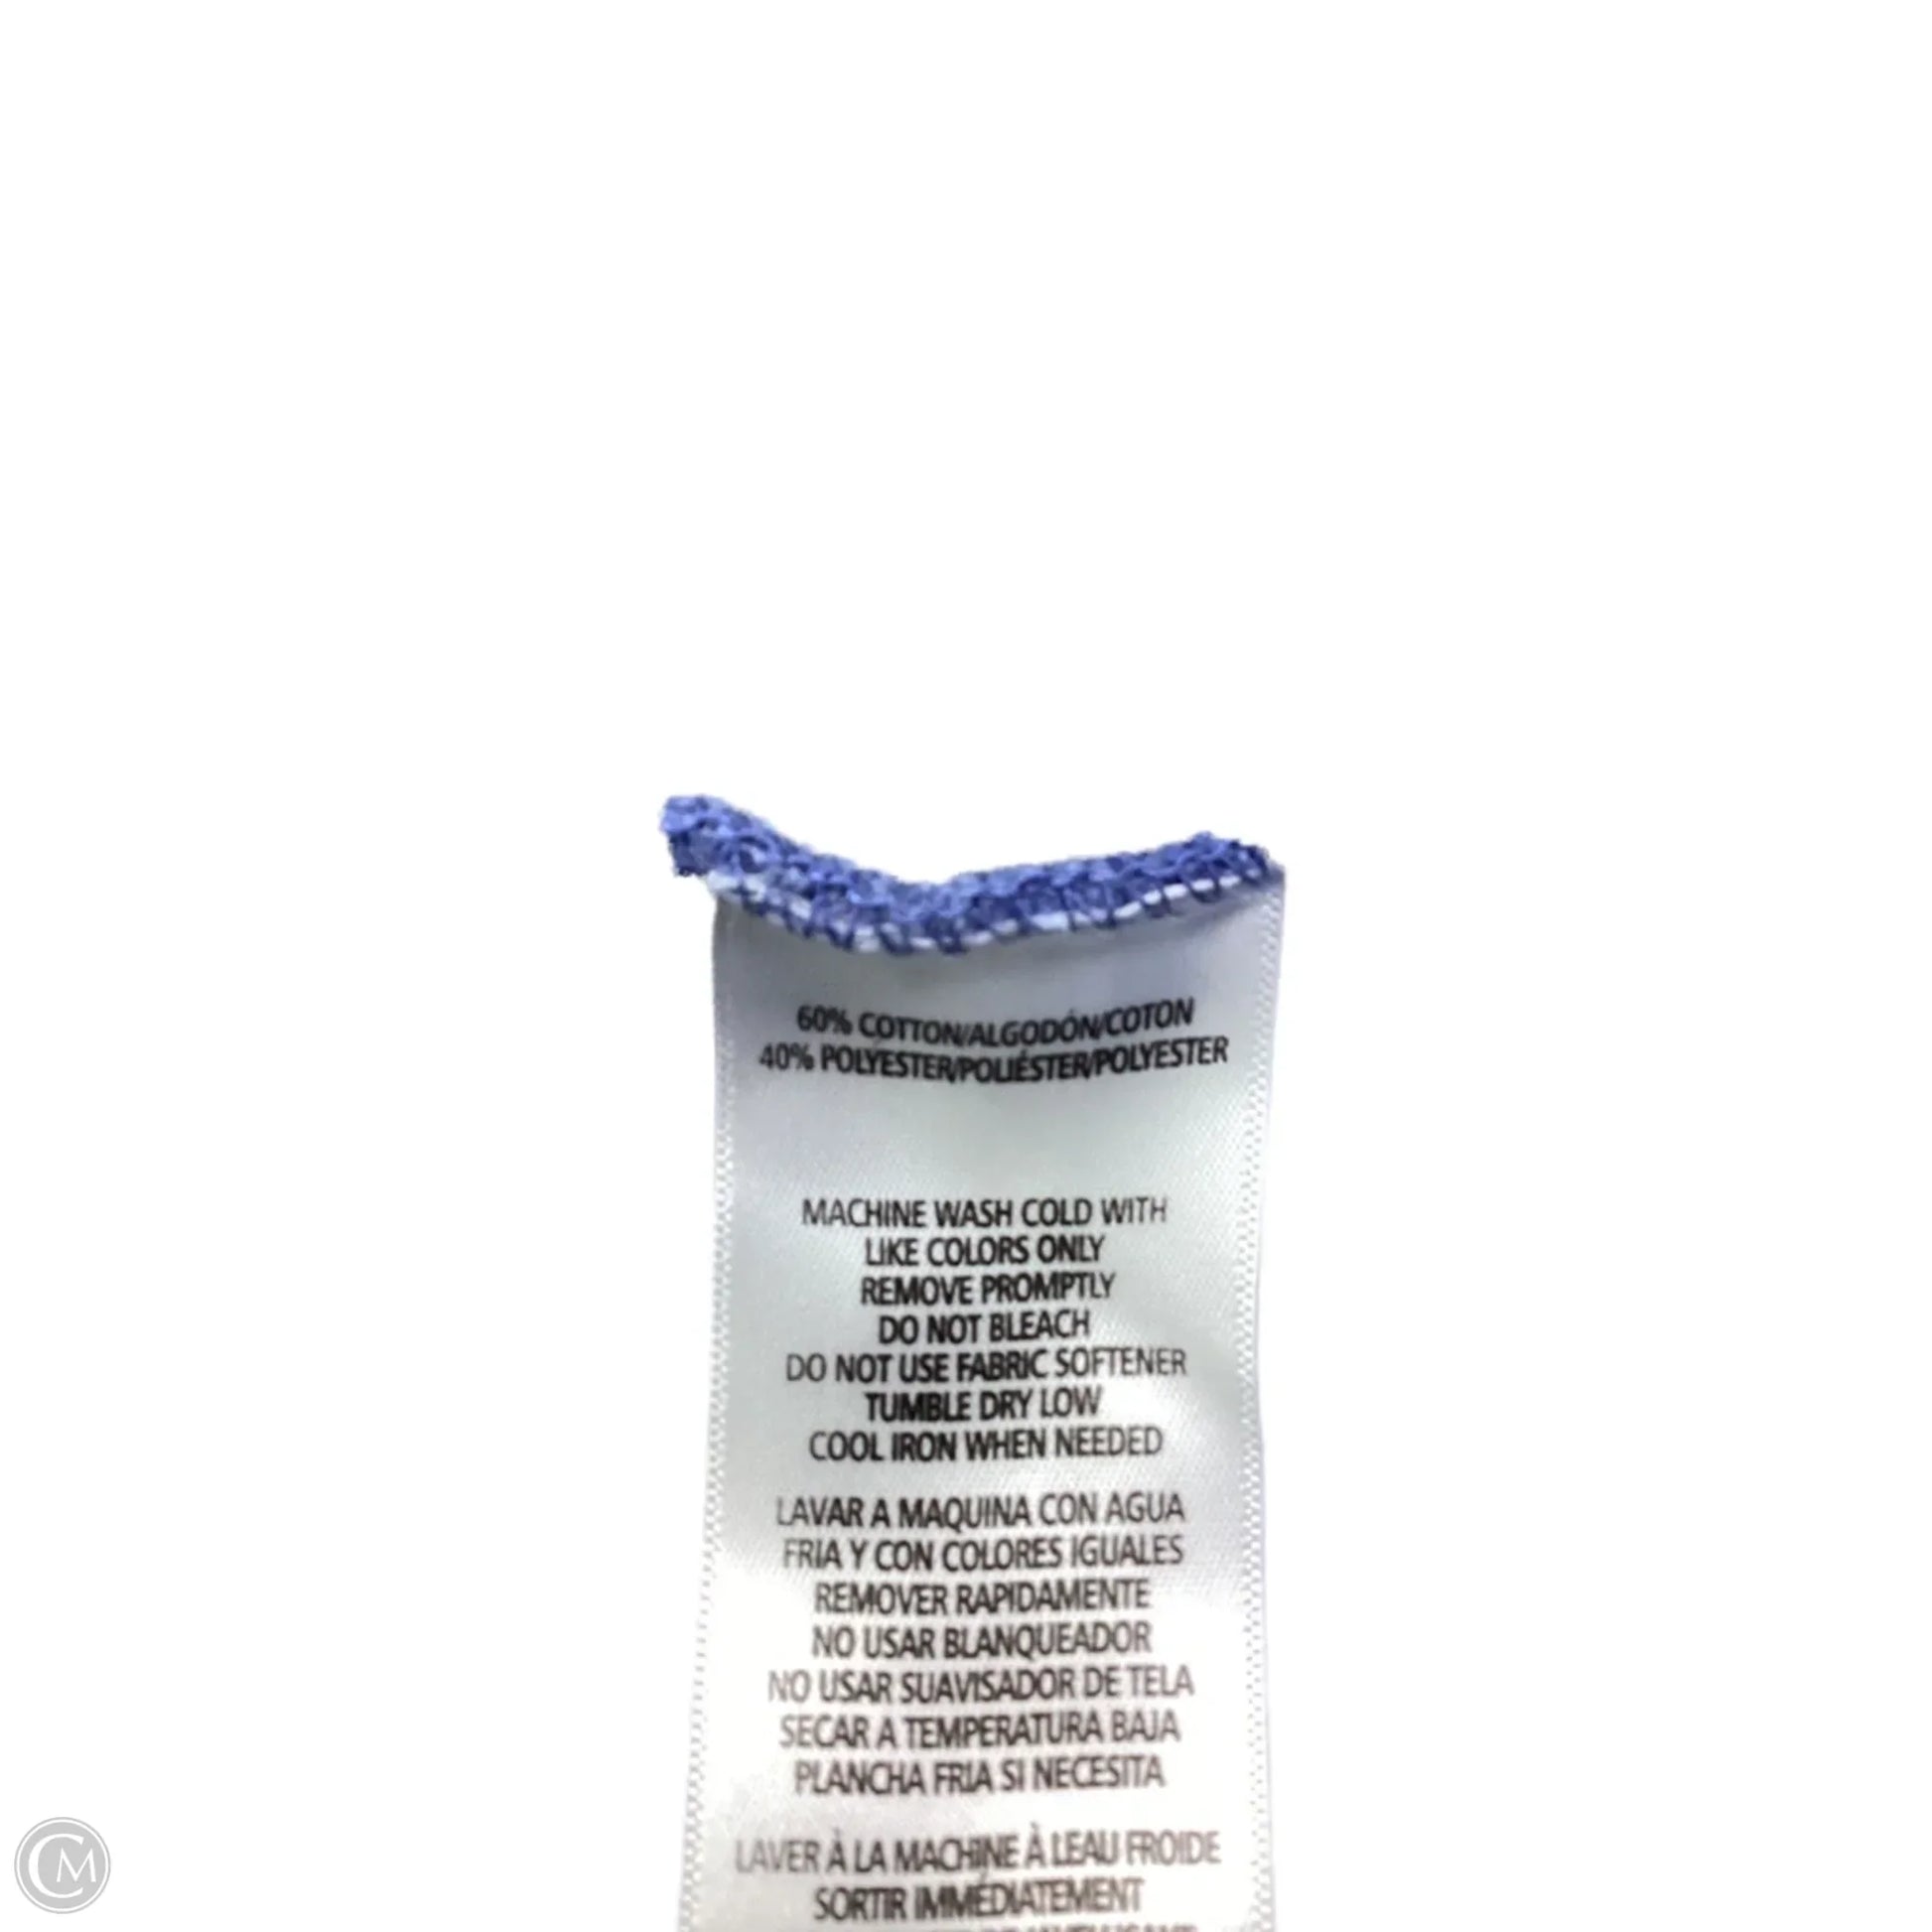 60% COTTON/ALGODÓN/COTON
40% POLYESTER/POLIÉSTER/POLYESTER
MACHINE WASH COLD WITH
LIKE COLORS ONLY
REMOVE PROMPTLY
DO NOT BLEACH
DO NOT USE FABRIC SOFTENER
TUMBLE DRY LOW
COOL IRON WHEN NEEDED
LAVAR A MAQUINA CON AGUA
FRIA Y CON COLORES IGUALES
REMOVER RAPIDAMENTE
NO USAR BLANQUEADOR
NO USAR SUAVISADOR DE TELA
SECAR A TEMPERATURA BAJA
PLANCHA FRIA SI NECESITA
LAVER À LA MACHINE À LEAU FROIDE
SORTIR IMMÉDIATEMENT
CM